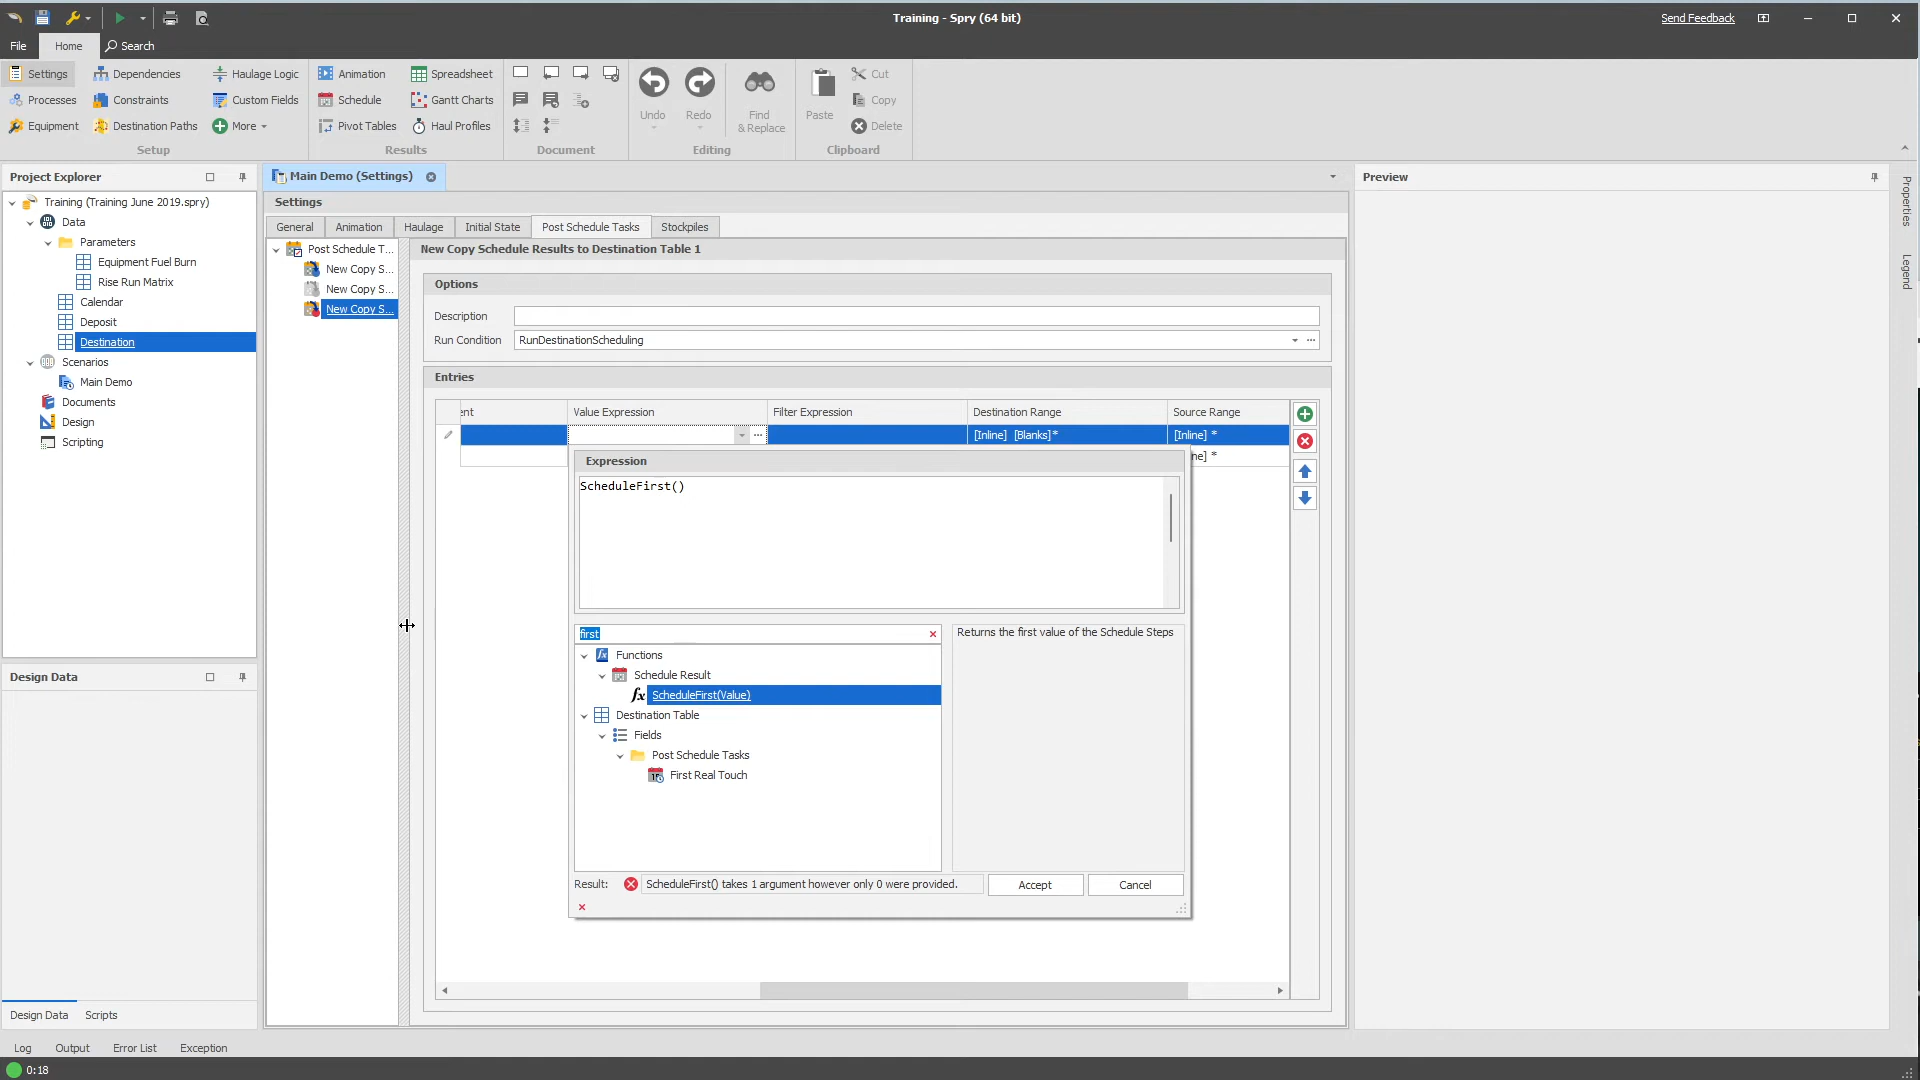 Training - Spry (64 bit)
Send Feedback
File
Home
Search
Settings
Dependencies
Haulage Logic
Animation
Spreadsheet
Processes
Constraints
Custom Fields
Schedule
Gantt Charts
Equipment
Destination Paths
More
Pivot Tables
Haul Profiles
Undo
Redo
Find
& Replace
Paste
Cut
Copy
Delete
Setup
Results
Document
Editing
Clipboard
Project Explorer
Training (Training June 2019.spry)
Data
Parameters
Equipment Fuel Burn
Rise Run Matrix
Calendar
Deposit
Destination
Scenarios
Main Demo
Documents
Design
Scripting
Design Data
Design Data
Scripts
Main Demo (Settings)
Settings
General
Animation
Haulage
Initial State
Post Schedule Tasks
Stockpiles
Post Schedule T...
New Copy S...
New Copy S...
New Copy S...
New Copy Schedule Results to Destination Table 1
Options
Description
Run Condition
RunDestinationScheduling
Entries
ent
Value Expression
Filter Expression
Destination Range
Source Range
[Inline] [Blanks]*
[Inline] *
ne] *
Expression
ScheduleFirst()
first
Functions
Schedule Result
fx
ScheduleFirst(Value)
Destination Table
Fields
Post Schedule Tasks
First Real Touch
Returns the first value of the Schedule Steps
Result:
ScheduleFirst() takes 1 argument however only 0 were provided.
Accept
Cancel
Preview
Properties
Legend
Log
Output
Error List
Exception
0:18